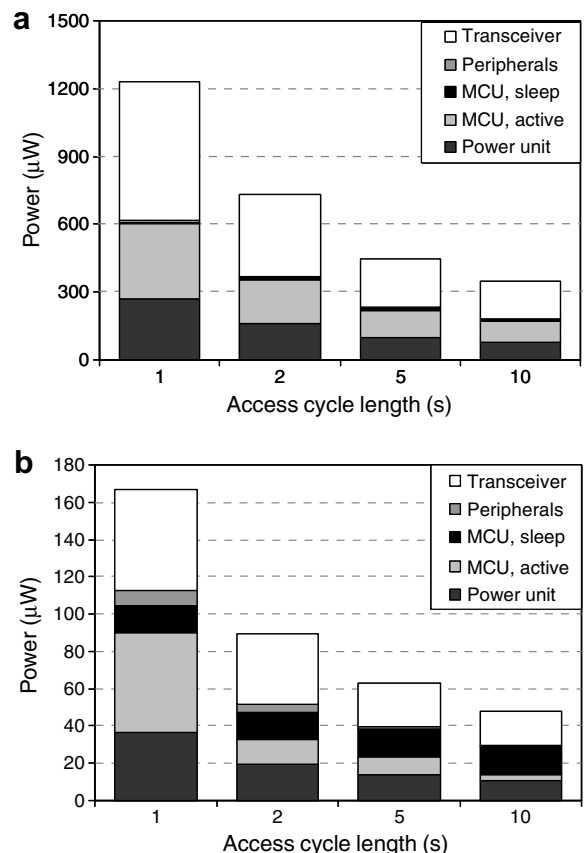 a
1500
1200
900
600
300
0
Power (µW)
Transceiver
Peripherals
MCU, sleep
MCU, active
Power unit
1 2 5 10
Access cycle length (s)
b
180
160
140
120
100
80
60
40
20
0
Power (µW)
Transceiver
Peripherals
MCU, sleep
MCU, active
Power unit
1 2 5 10
Access cycle length (s)